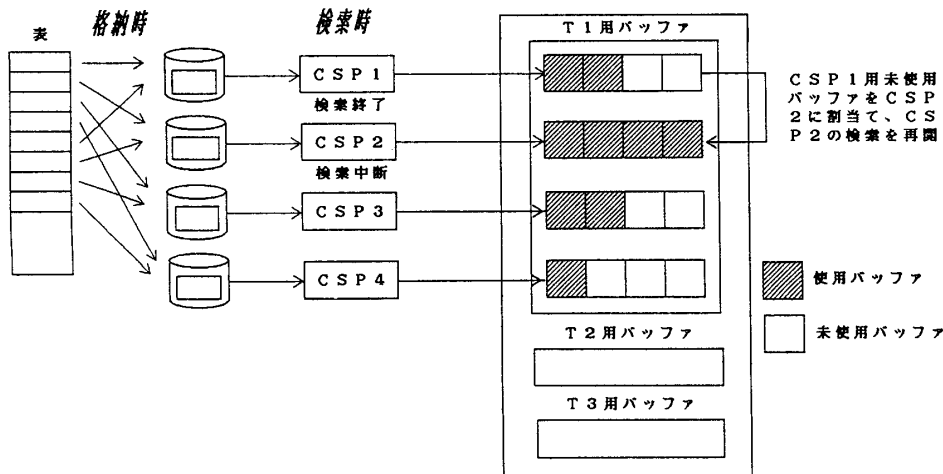 格納時
検索時
T1用バッファ
表
CSP1
検索終了
CSP2
検索中断
CSP3
CSP4
CSP1用未使用
バッファをCSP
2に割当て、CS
P2の検索を再開
使用バッファ
未使用バッファ
T2用バッファ
T3用バッファ